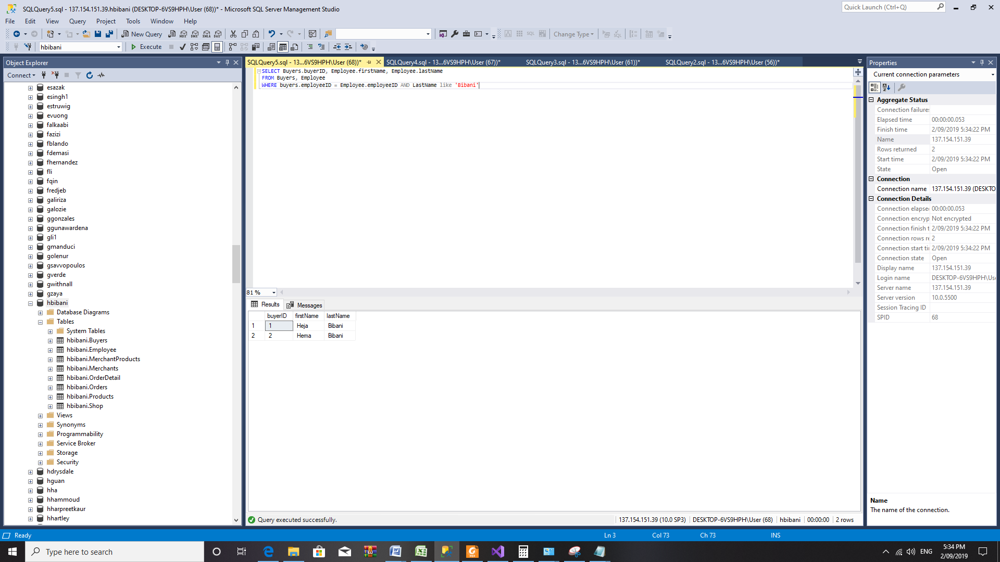 SQLQuery5.sql - 137.154.151.39.hbibani (DESKTOP-6VS9HPH\User (68))* - Microsoft SQL Server Management Studio
Quick Launch (Ctrl+Q)
File Edit View Query Project Tools Window Help
New Query
MDX DMX XMLA DAX
Change Type
hbibani
Execute
Object Explorer
Connect
esazak
esingh1
estruwig
evuong
falkaabi
fazizi
fblando
fdemasi
fhernandez
fli
fqin
fredjeb
galiriza
galozie
ggonzales
ggunawardena
gli1
gmanduci
golenur
gsavvopoulos
gverde
gwithnall
gzaya
hbibani
Database Diagrams
Tables
System Tables
hbibani.Buyers
hbibani.Employee
hbibani.MerchantProducts
hbibani.Merchants
hbibani.OrderDetail
hbibani.Orders
hbibani.Products
hbibani.Shop
Views
Synonyms
Programmability
Service Broker
Storage
Security
hdrysdale
hguan
hha
hhammoud
hharpreetkaur
hhartley
SQLQuery5.sql - 13...6VS9HPH\User (68))*
SQLQuery4.sql - 13...6VS9HPH\User (67))*
SQLQuery3.sql - 13...6VS9HPH\User (61))*
SQLQuery2.sql - 13...6VS9HPH\User (56))*
SELECT Buyers.buyerID, Employee.firstName, Employee.lastName
FROM Buyers, Employee
WHERE buyers.employeeID = Employee.employeeID AND LastName like 'Bibani'
81 %
Results Messages
buyerID firstName lastName
1 1 Heja Bibani
2 2 Hema Bibani
Query executed successfully.
137.154.151.39 (10.0 SP3) DESKTOP-6VS9HPH\User (68) hbibani 00:00:00 2 rows
Properties
Current connection parameters
Aggregate Status
Connection failures
Elapsed time 00:00:00.053
Finish time 2/09/2019 5:34:22 PM
Name 137.154.151.39
Rows returned 2
Start time 2/09/2019 5:34:22 PM
State Open
Connection
Connection name 137.154.151.39 (DESKTO
Connection Details
Connection elapse 00:00:00.053
Connection encryp Not encrypted
Connection finish t 2/09/2019 5:34:22 PM
Connection rows re 2
Connection start ti 2/09/2019 5:34:22 PM
Connection state Open
Display name 137.154.151.39
Login name DESKTOP-6VS9HPH\Use
Server name 137.154.151.39
Server version 10.0.5500
Session Tracing ID
SPID 68
Name
The name of the connection.
Ready Ln 3 Col 73 Ch 73 INS
Type here to search
ENG
5:34 PM
2/09/2019